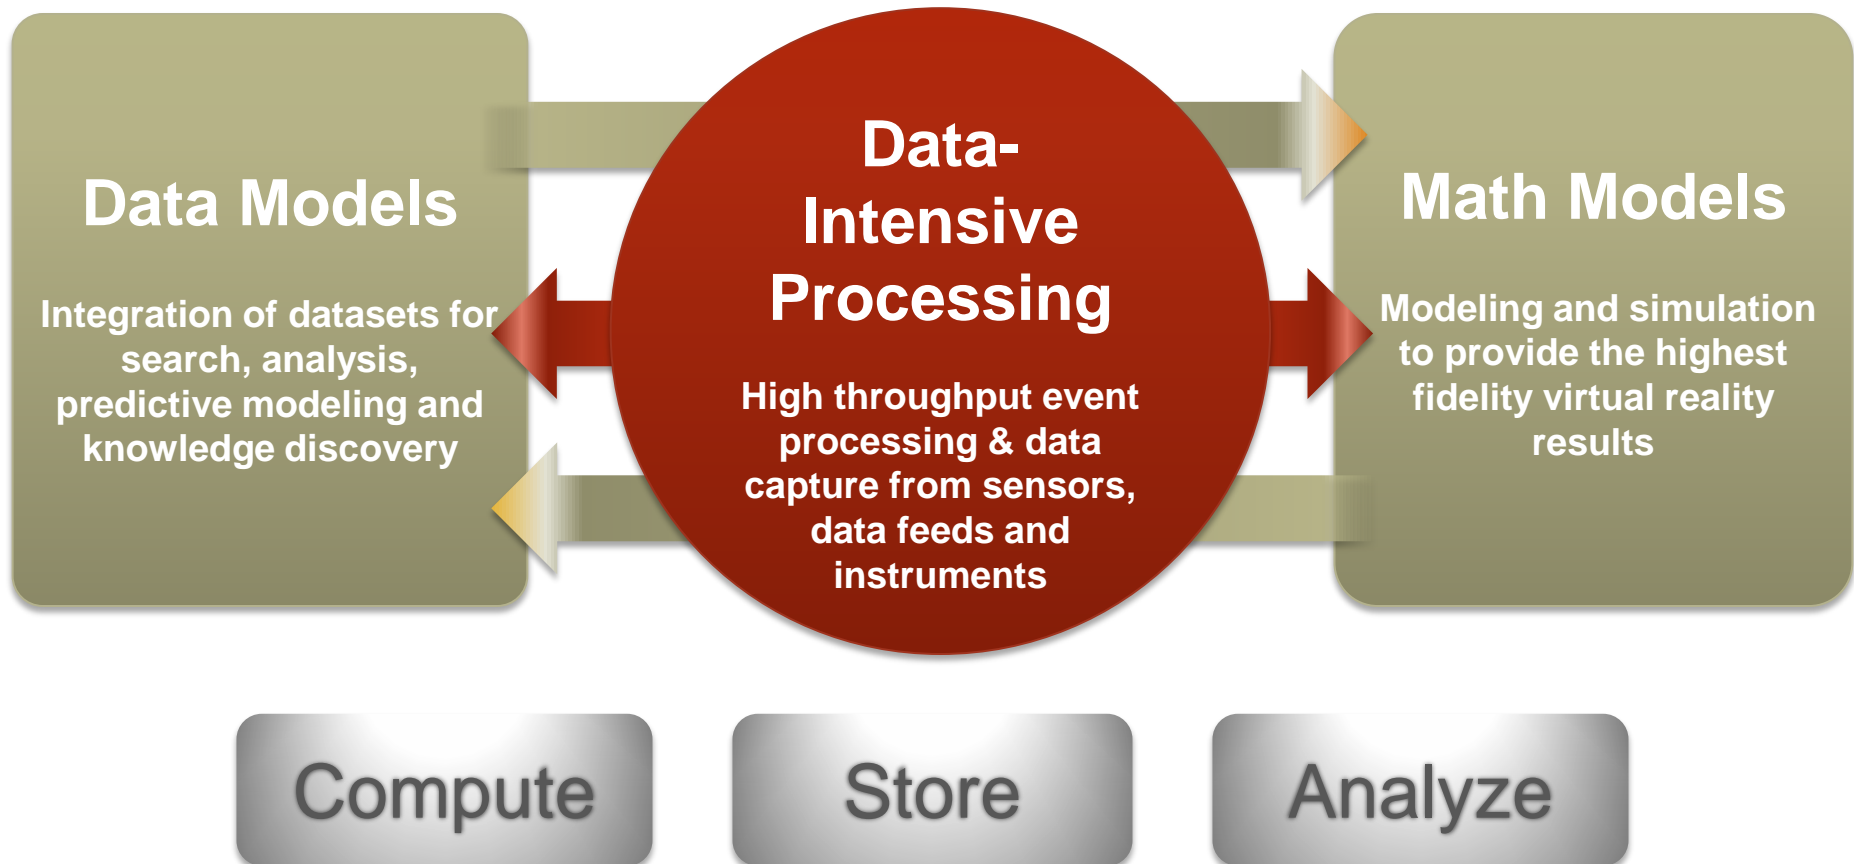 Data Models
Integration of datasets for
search, analysis,
predictive modeling and
knowledge discovery
Data-
Intensive
Processing
High throughput event
processing & data
capture from sensors,
data feeds and
instruments
Math Models
Modeling and simulation
to provide the highest
fidelity virtual reality
results
Compute
Store
Analyze